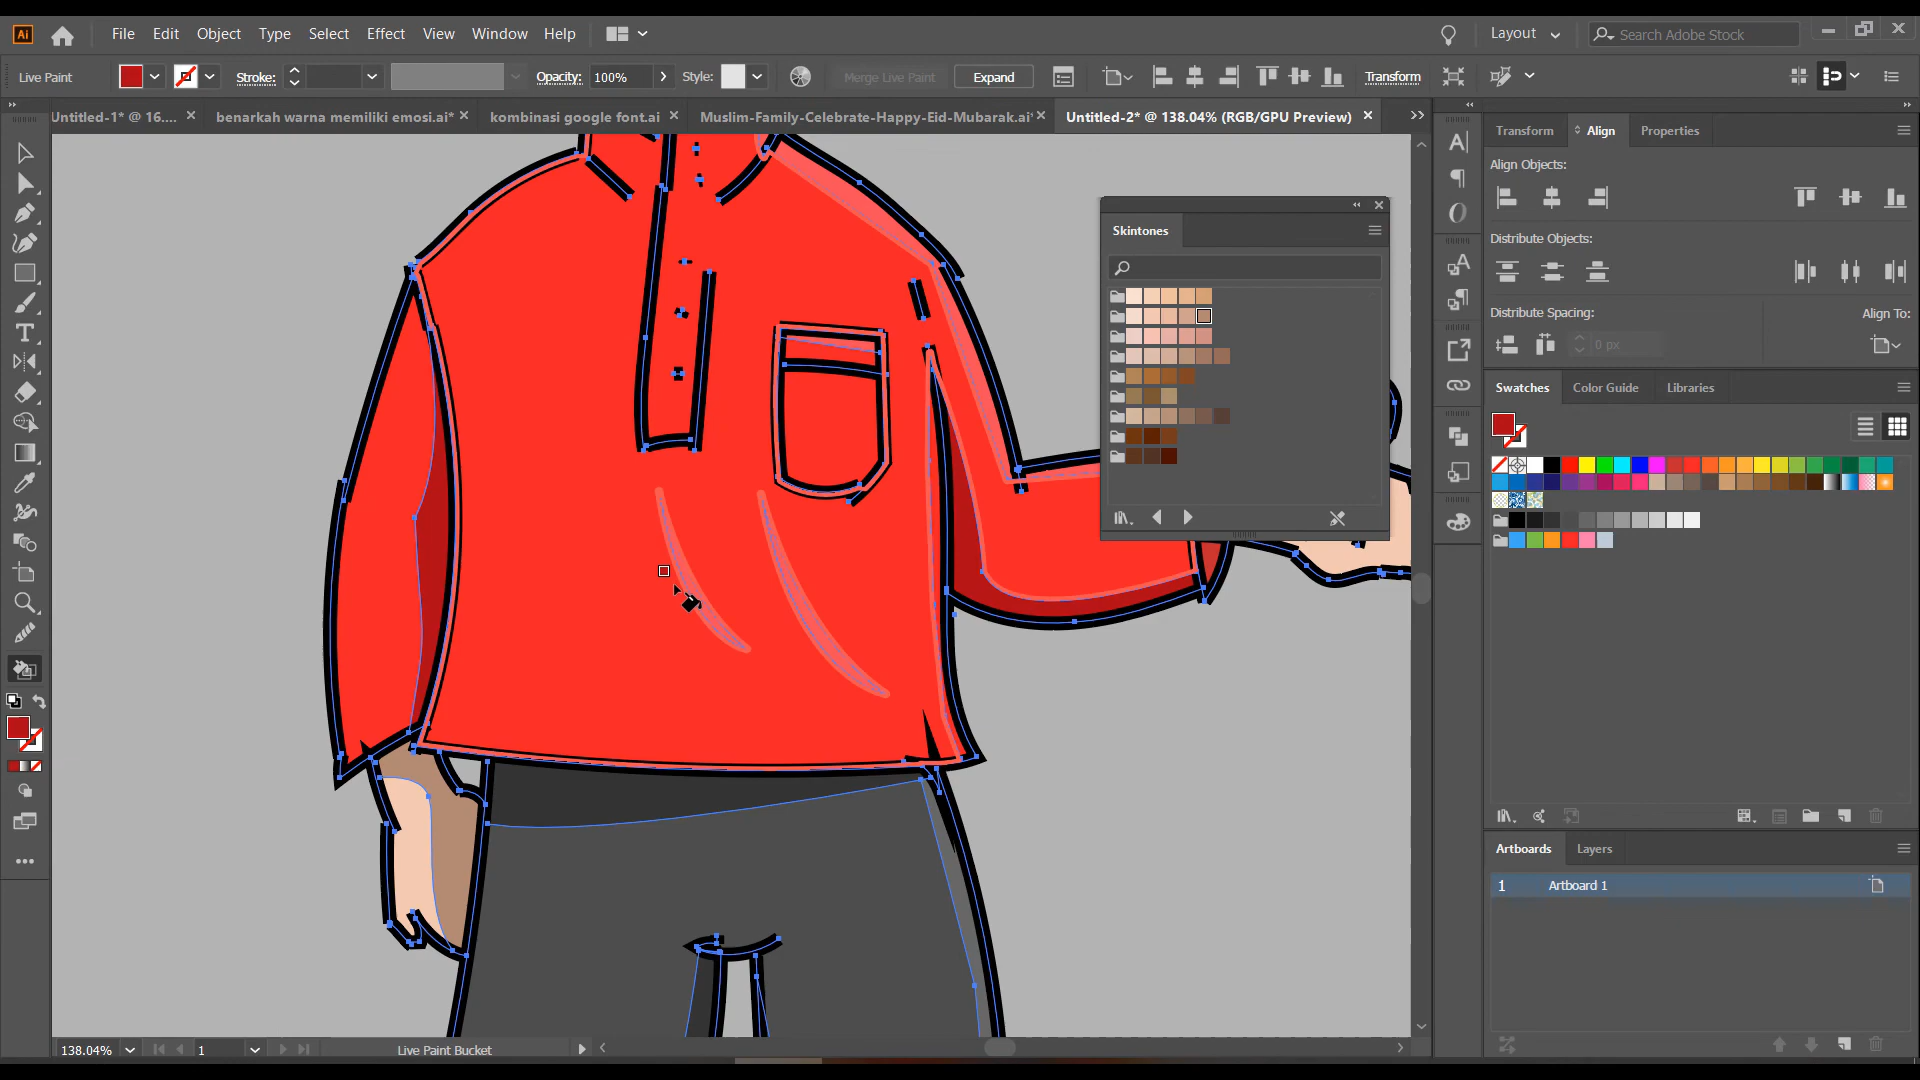 Ai File Edit Object Type Select Effect View Window Help Layout Search Adobe Stock
Live Paint Stroke: Opacity: 100% Style: Merge Live Paint Expand Transform
Untitled-1* @ 16.... benarkah warna memiliki emosi.ai* kombinasi google font.ai Muslim-Family-Celebrate-Happy-Eid-Mubarak.ai* Untitled-2* @ 138.04% (RGB/GPU Preview)
Transform Align Properties
Align Objects:
Skintones
Distribute Objects:
Distribute Spacing: Align To:
0 px
Swatches Color Guide Libraries
Artboards Layers
1 Artboard 1
138.04% 1 Live Paint Bucket